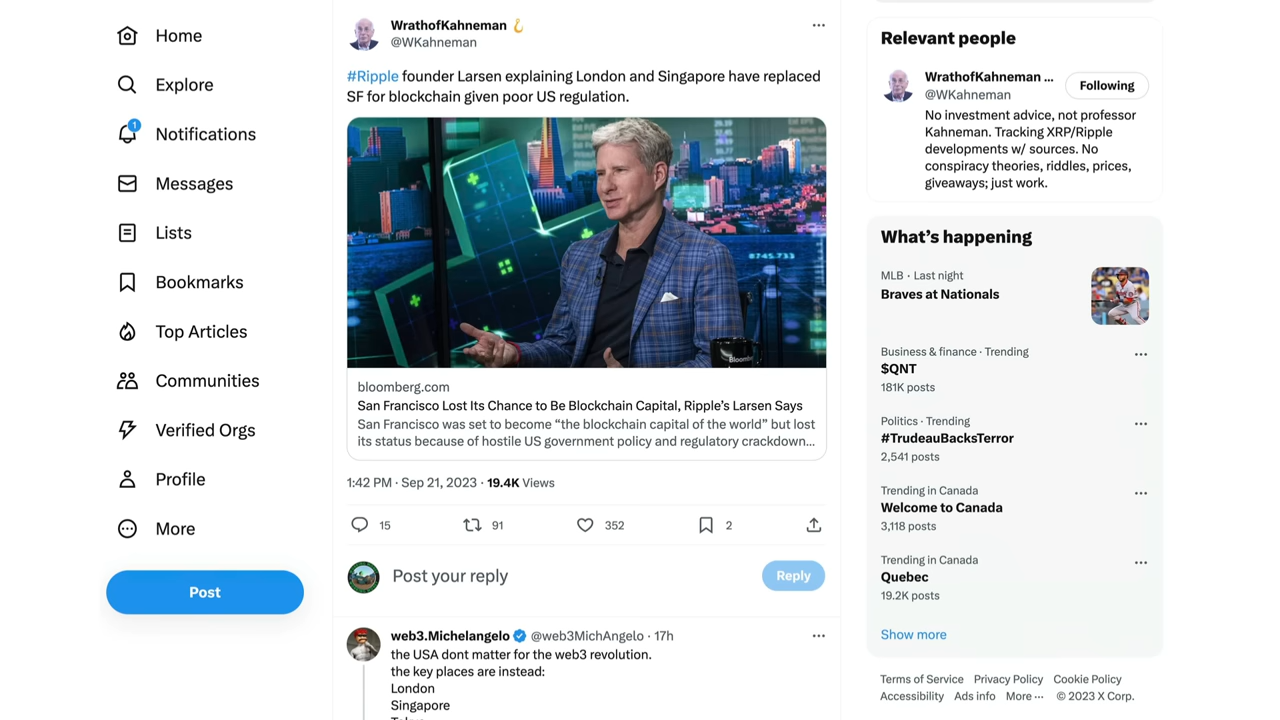 Home
Explore
1
Notifications
Messages
Lists
Bookmarks
Top Articles
Communities
Verified Orgs
Profile
More
Post
WrathofKahneman
@WKahneman
#Ripple founder Larsen explaining London and Singapore have replaced
SF for blockchain given poor US regulation.
8745.733
bloomberg.com
San Francisco Lost Its Chance to Be Blockchain Capital, Ripple's Larsen Says
San Francisco was set to become “the blockchain capital of the world” but lost
its status because of hostile US government policy and regulatory crackdown...
1:42 PM · Sep 21, 2023 · 19.4K Views
15 91 352 2
Post your reply
Reply
web3.Michelangelo @web3MichAngelo · 17h
the USA dont matter for the web3 revolution.
the key places are instead:
London
Singapore
Relevant people
WrathofKahneman ...
@WKahneman
Following
No investment advice, not professor
Kahneman. Tracking XRP/Ripple
developments w/ sources. No
conspiracy theories, riddles, prices,
giveaways; just work.
What's happening
MLB · Last night
Braves at Nationals
Business & finance · Trending
$QNT
181K posts
Politics · Trending
#TrudeauBacksTerror
2,541 posts
Trending in Canada
Welcome to Canada
3,118 posts
Trending in Canada
Quebec
19.2K posts
Show more
Terms of Service Privacy Policy Cookie Policy
Accessibility Ads info More ··· © 2023 X Corp.